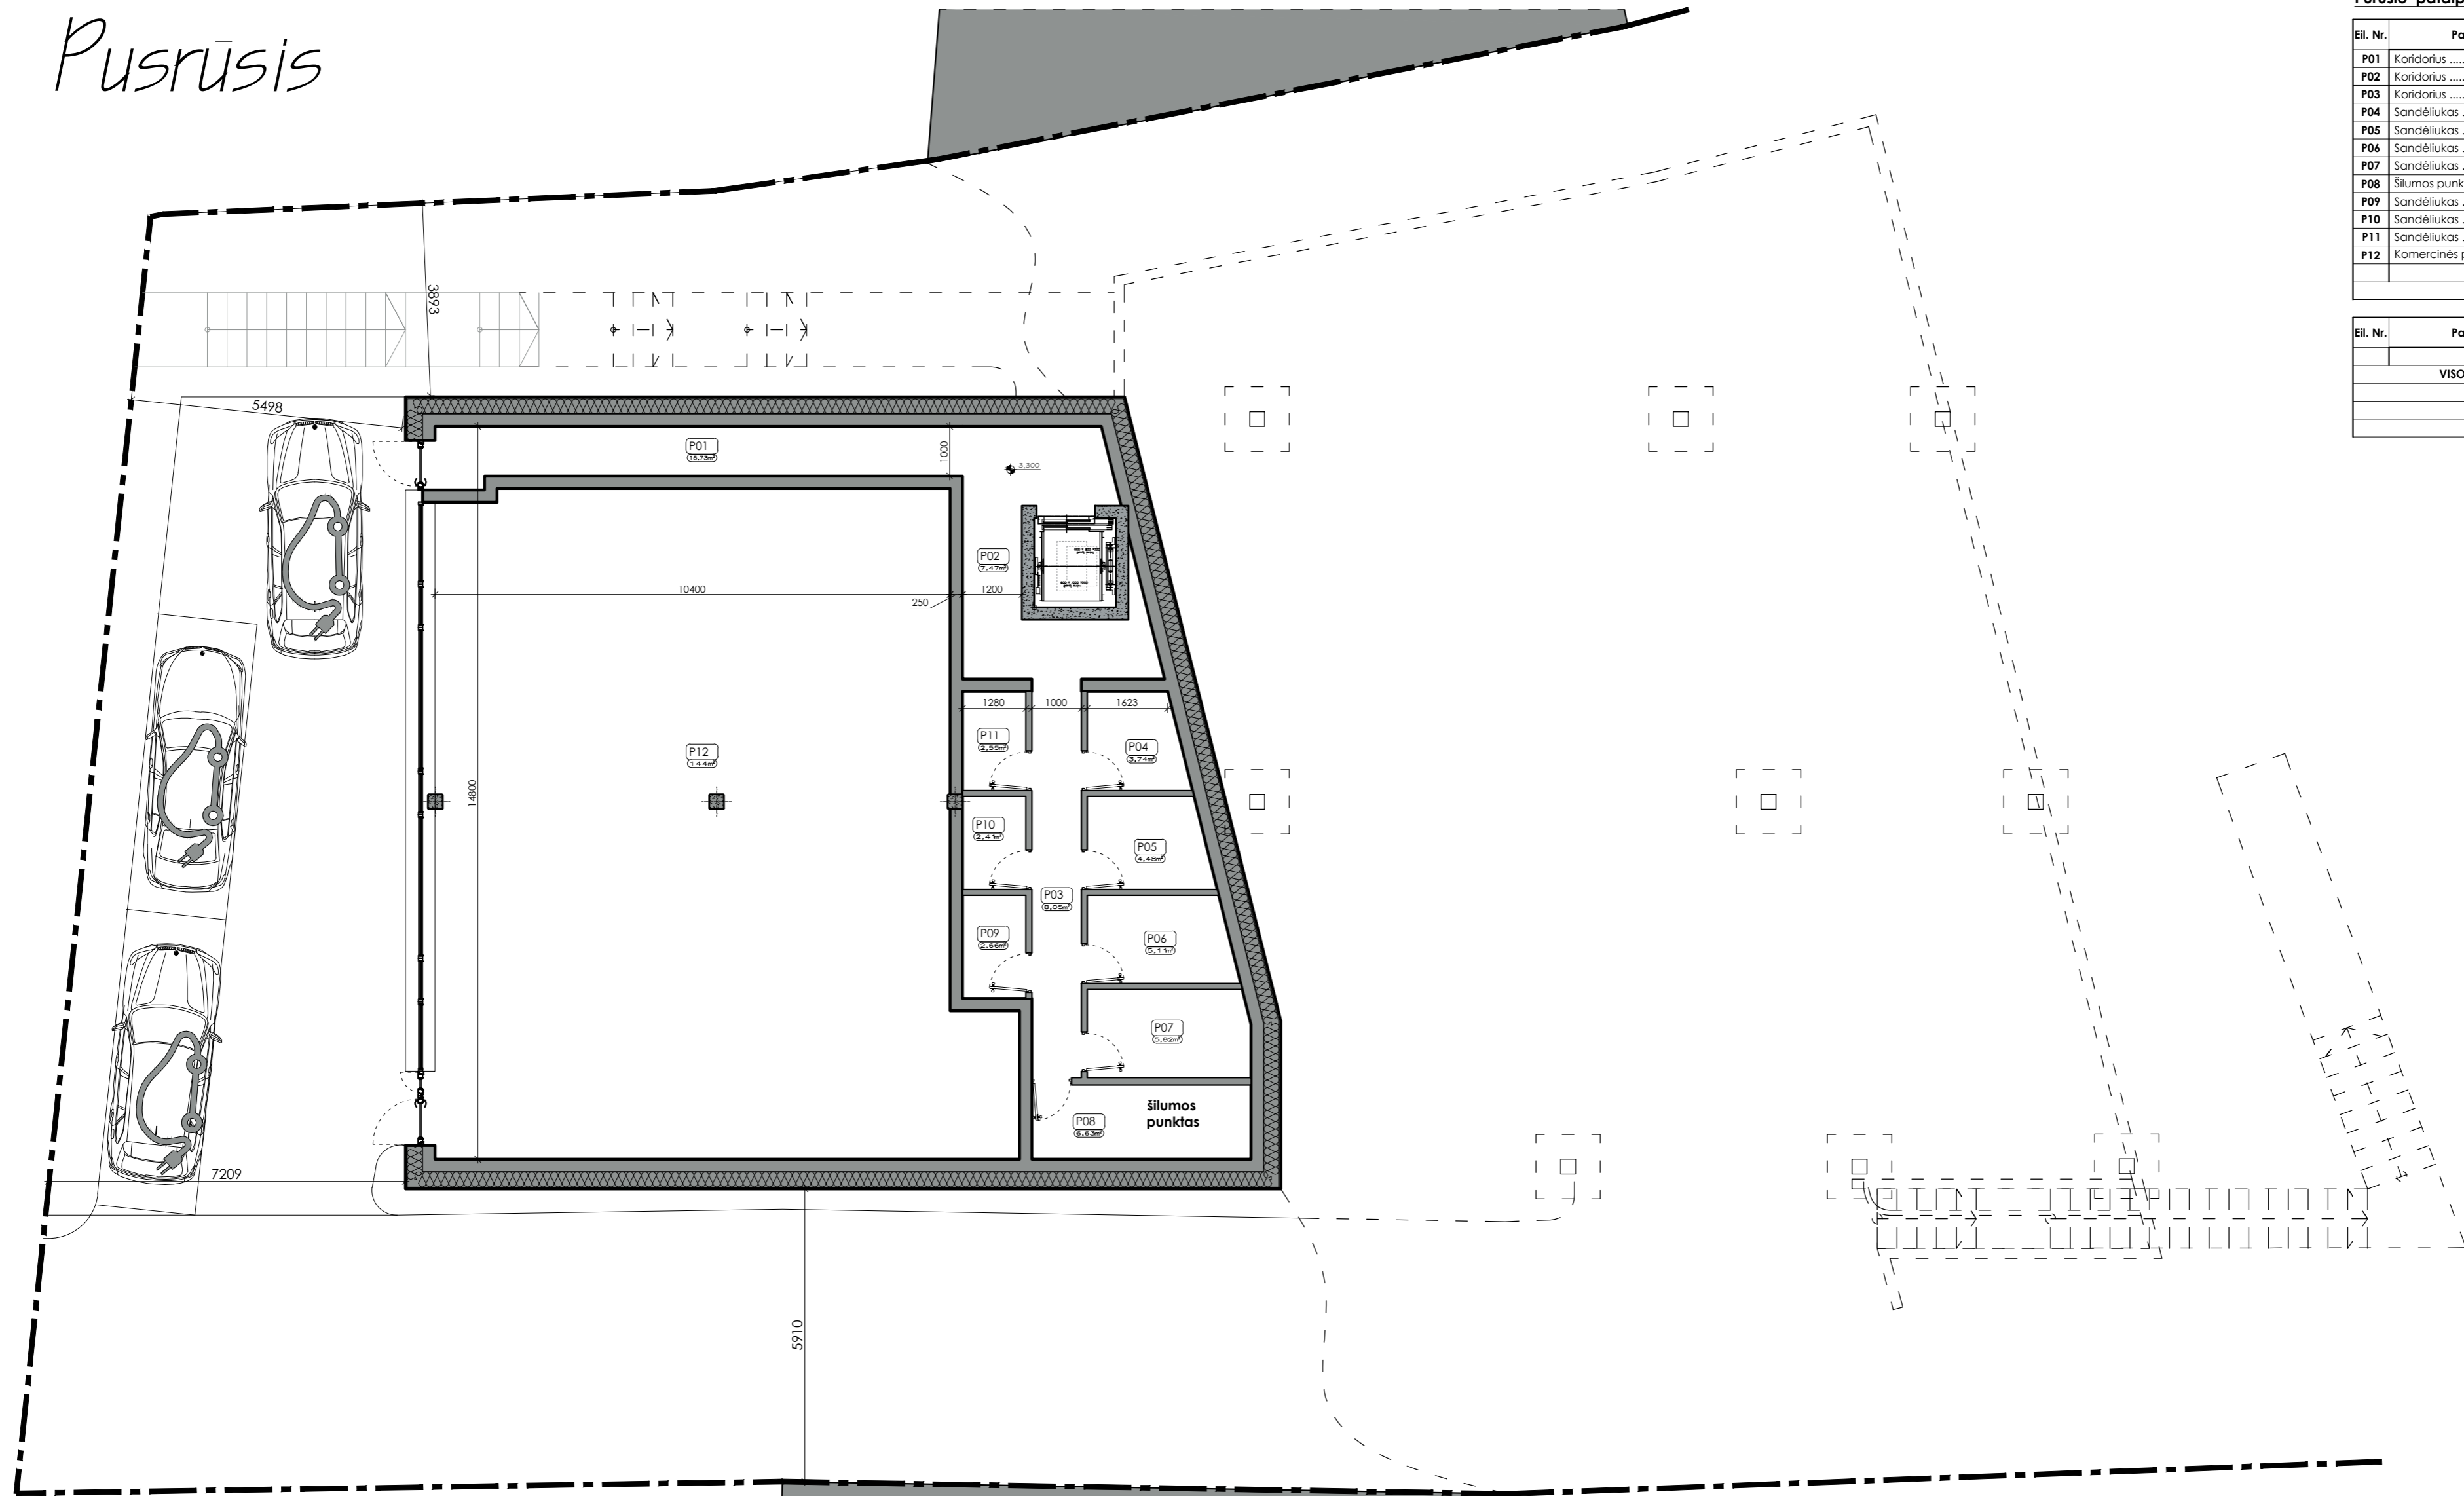 Pusrūsis
Eil. Nr.
P01 Koridorius .....
P02 Koridorius .....
P03 Koridorius .....
P04 Sandėliukas .
P05 Sandėliukas .
P06 Sandėliukas .
P07 Sandėliukas .
P08 Šilumos punk
P09 Sandėliukas .
P10 Sandėliukas .
P11 Sandėliukas .
P12 Komercinės p
Eil. Nr.
VISO
3893
5498
P01
15,73m²
1000
-3,300
P02
7,47m²
10400
250
1200
1280
1000
1623
P11
2,55m²
P04
3,74m²
P12
144m²
14800
P10
2,41m²
P05
4,48m²
P03
8,05m²
P09
2,66m²
P06
5,11m²
P07
5,82m²
šilumos
punktas
P08
6,63m²
7209
5910